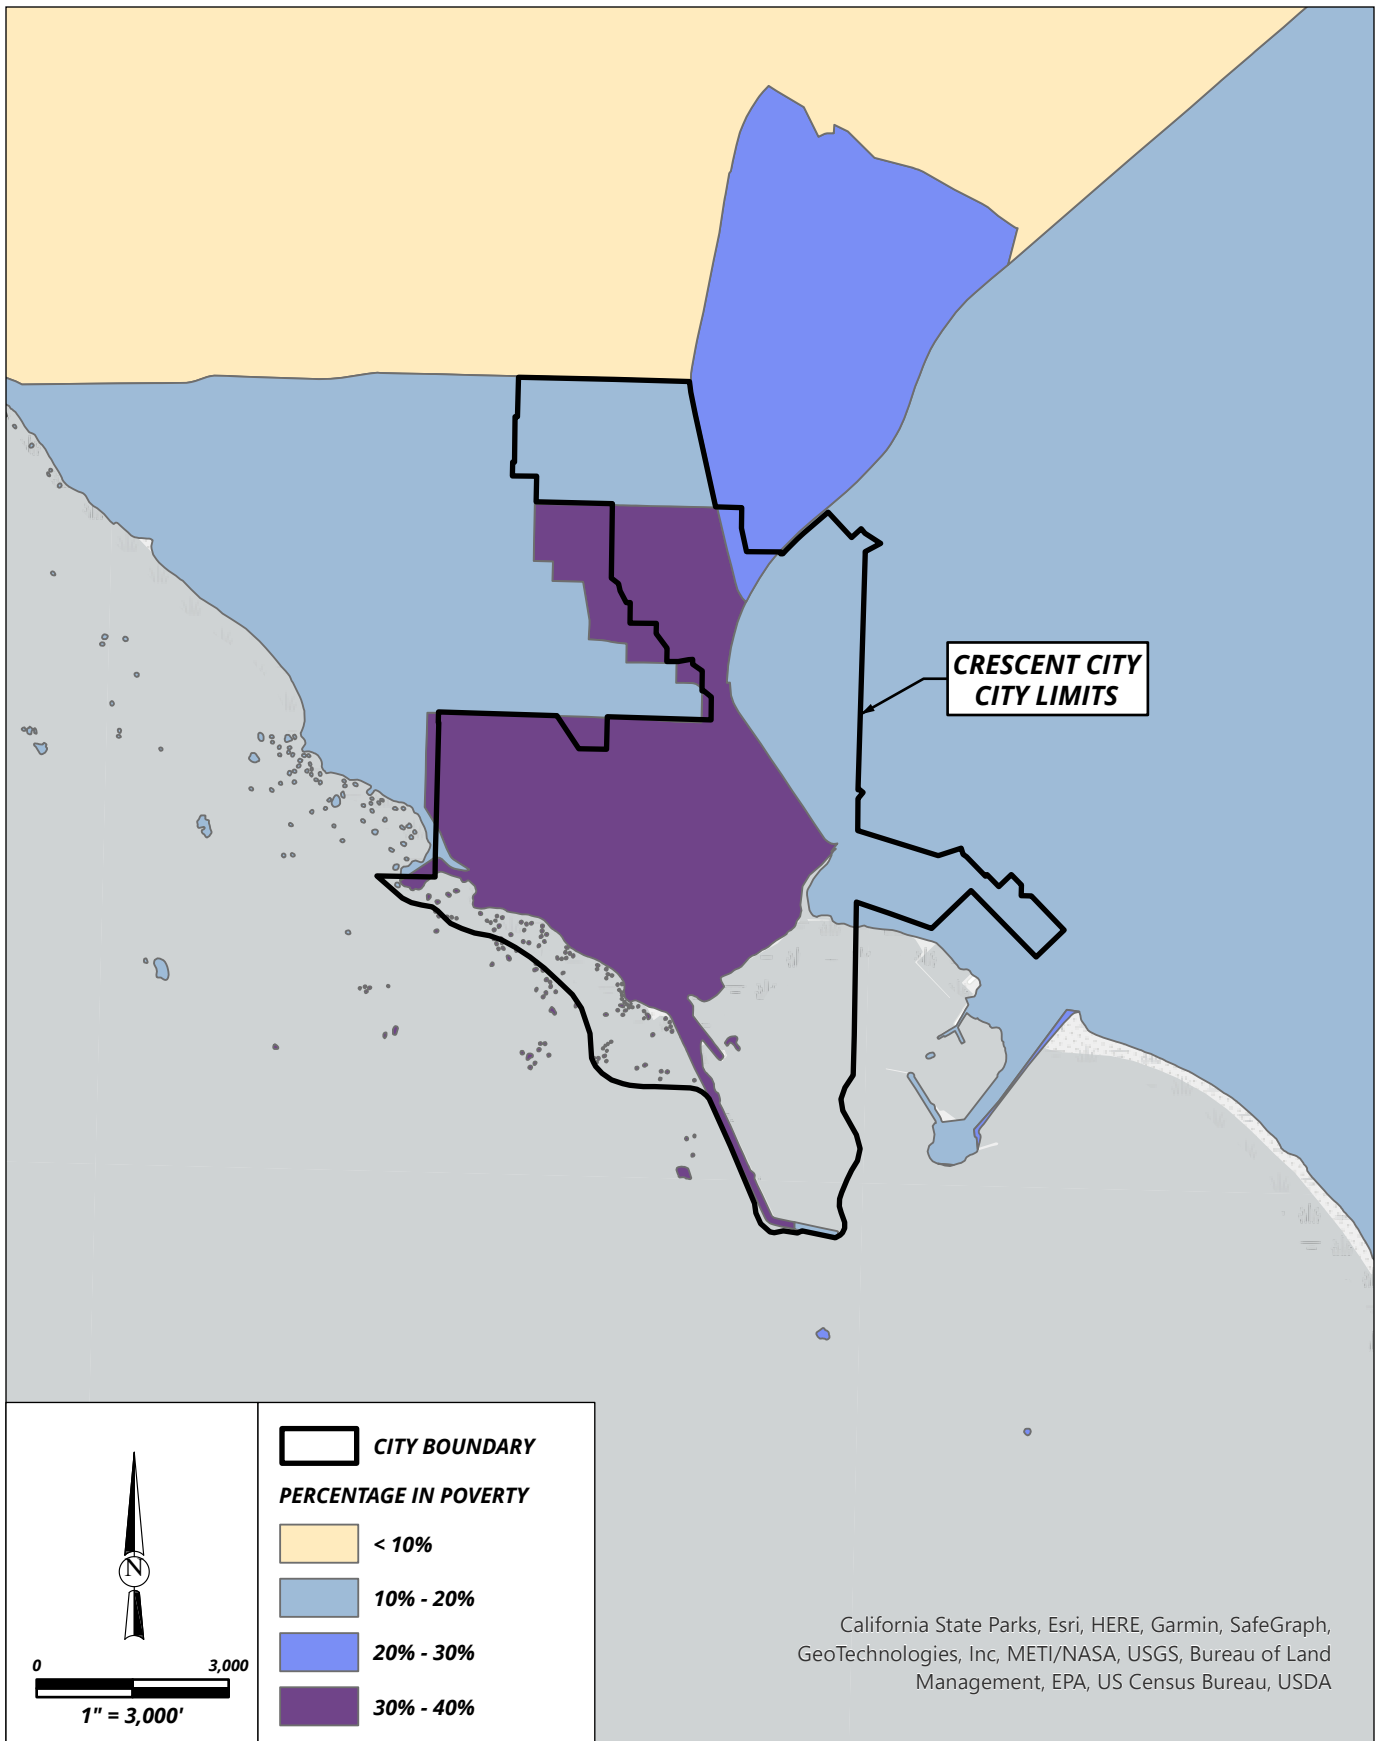 CRESCENT CITY
CITY LIMITS
CITY BOUNDARY
PERCENTAGE IN POVERTY
< 10%
10% - 20%
20% - 30%
30% - 40%
N
0 3,000
1" = 3,000'
California State Parks, Esri, HERE, Garmin, SafeGraph,
GeoTechnologies, Inc, METI/NASA, USGS, Bureau of Land
Management, EPA, US Census Bureau, USDA